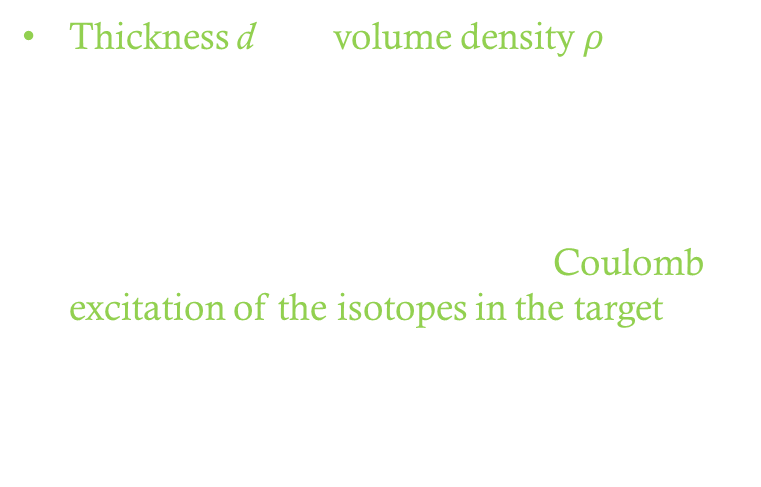 • Thickness d volume density ρ
Coulomb
excitation of the isotopes in the target